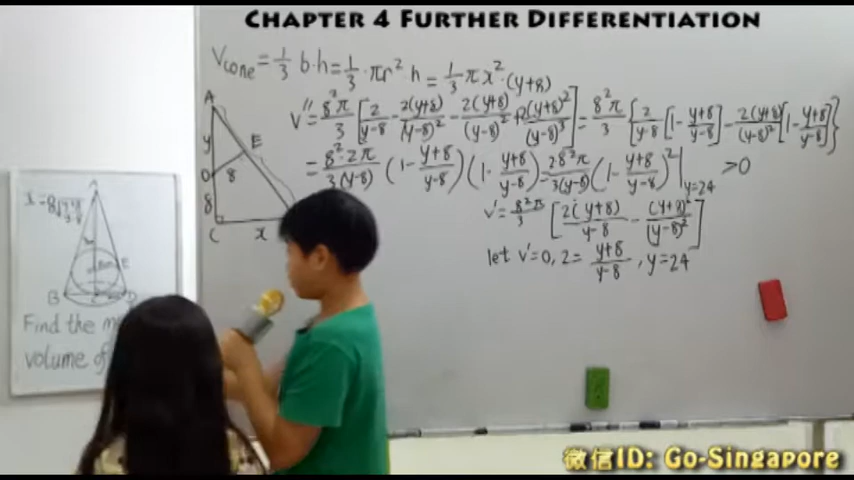 CHAPTER 4 FURTHER DIFFERENTIATION
Vcone = 1/3 b·h = 1/3 · πr² h = 1/3 πx²·(y+8)
V'' = 8²π/3 [2/(y-8) - 2(y+8)/(y-8)² - 2(y+8)/(y-8)² + 2(y+8)²/(y-8)³] = 8²π/3 {2/(y-8) [1 - (y+8)/(y-8)] - 2(y+8)/(y-8)² [1 - (y+8)/(y-8)]}
= 8²·2π/3(y-8) (1 - (y+8)/(y-8)) (1 - (y+8)/(y-8)) = 2·8²π/3(y-8) (1 - (y+8)/(y-8))² |y=24 >0
V' = 8²π/3 [2(y+8)/(y-8) - (y+8)²/(y-8)²]
let V'=0, 2 = (y+8)/(y-8), y=24
A
y
E
O
8
8
C
x
A
E
B
D
Find the
volume of
微信ID: Go-Singapore